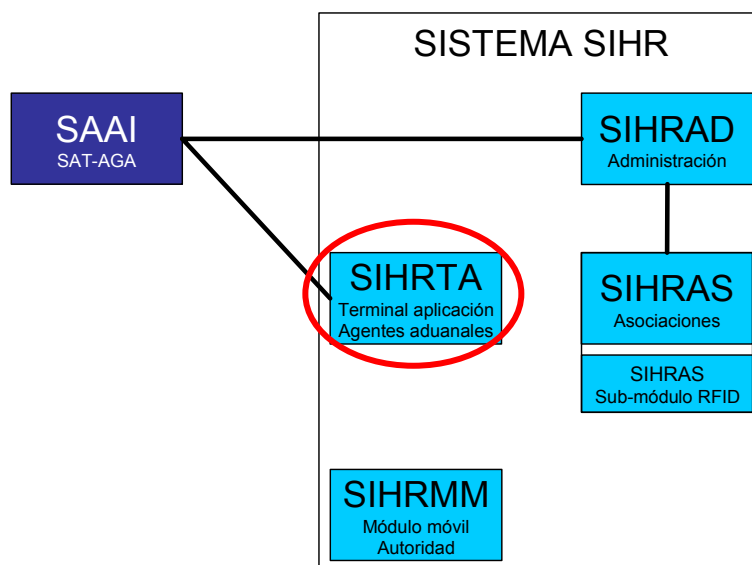 SISTEMA SIHR
SAAI
SAT-AGA
SIHRAD
Administración
SIHRTA
Terminal aplicación
Agentes aduanales
SIHRAS
Asociaciones
SIHRAS
Sub-módulo RFID
SIHRMM
Módulo móvil
Autoridad